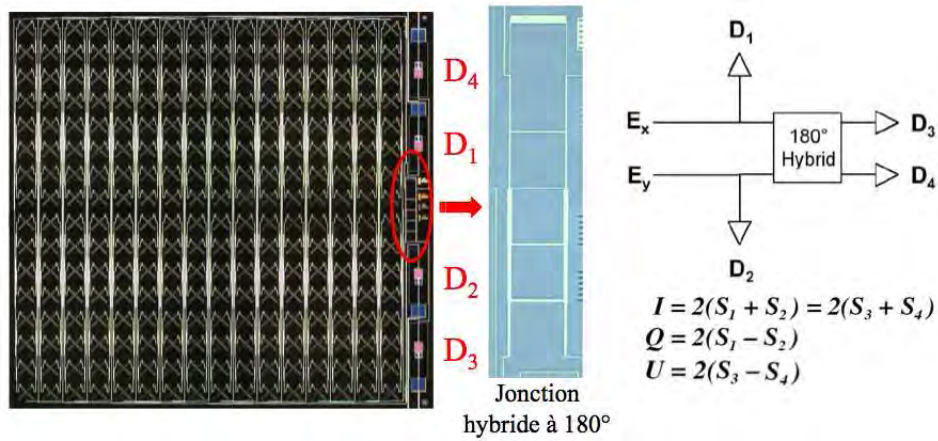 D4
D1
D2
D3
Jonction
hybride à 180°
D1
Ex
180°
Hybrid
D3
Ey
D4
D2
I = 2(S1 + S2) = 2(S3 + S4)
Q = 2(S1 – S2)
U = 2(S3 – S4)